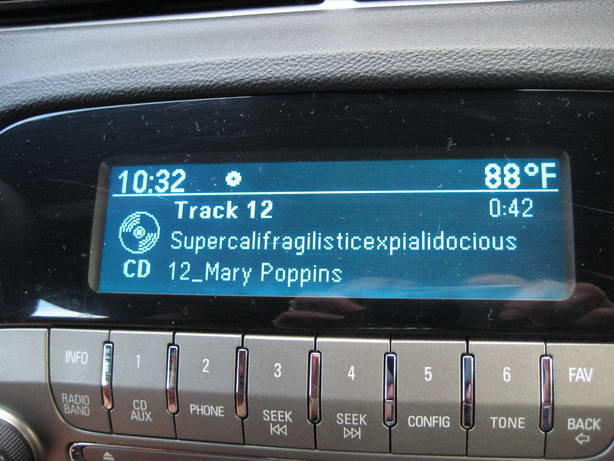 10:32 88°F
Track 12 0:42
Supercalifragilisticexpialidocious
CD 12_Mary Poppins
INFO 1 2 3 4 5 6 FAV
RADIO BAND
CD AUX
PHONE
SEEK
SEEK
CONFIG
TONE
BACK